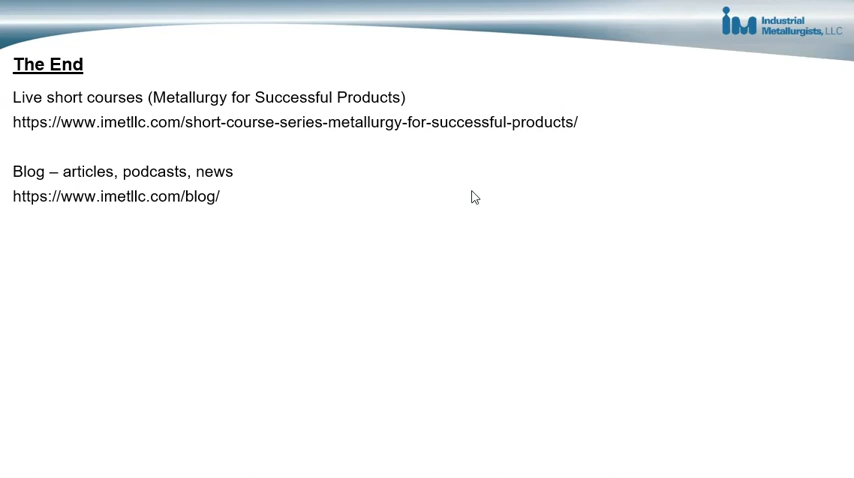 im Industrial
Metallurgists, LLC
The End
Live short courses (Metallurgy for Successful Products)
https://www.imetllc.com/short-course-series-metallurgy-for-successful-products/
Blog – articles, podcasts, news
https://www.imetllc.com/blog/